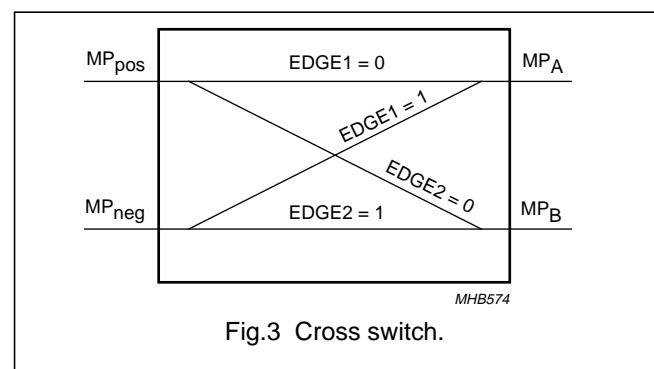 MPpos
EDGE1 = 0
MPA
EDGE1 = 1
EDGE2 = 0
MPneg
EDGE2 = 1
MPB
MHB574
Fig.3 Cross switch.